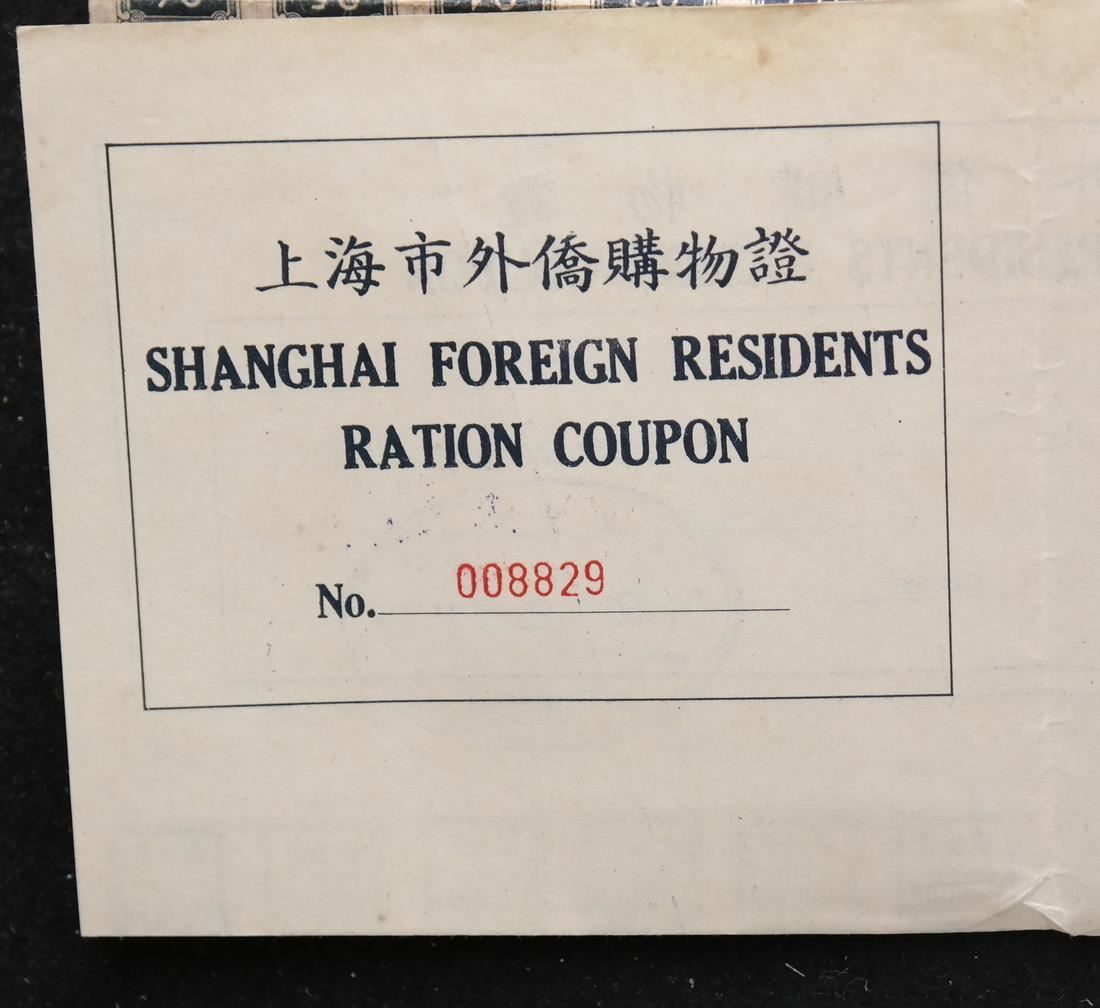 上海市外僑購物證
SHANGHAI FOREIGN RESIDENTS
RATION COUPON
No. 008829